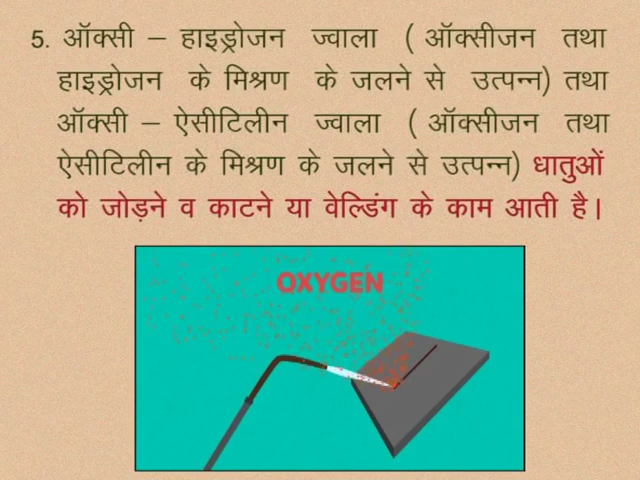 5. ऑक्सी – हाइड्रोजन ज्वाला ( ऑक्सीजन तथा
हाइड्रोजन के मिश्रण के जलने से उत्पन्न) तथा
ऑक्सी – ऐसीटिलीन ज्वाला ( ऑक्सीजन तथा
ऐसीटिलीन के मिश्रण के जलने से उत्पन्न) धातुओं
को जोड़ने व काटने या वेल्डिंग के काम आती है।
OXYGEN